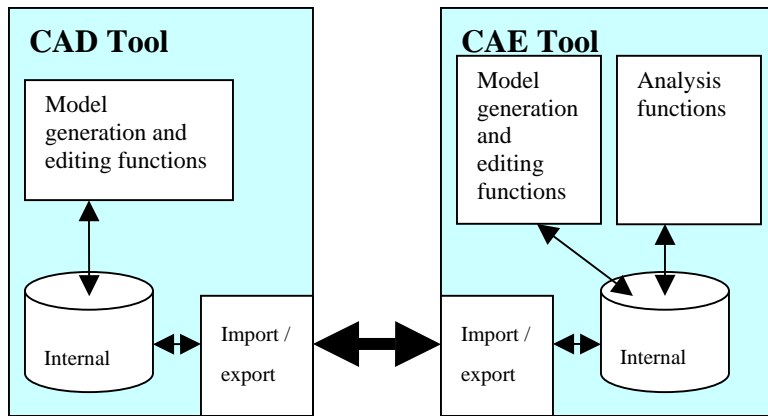 CAD Tool
Model
generation and
editing functions
Internal
Import /
export
CAE Tool
Model
generation
and
editing
functions
Analysis
functions
Import /
export
Internal